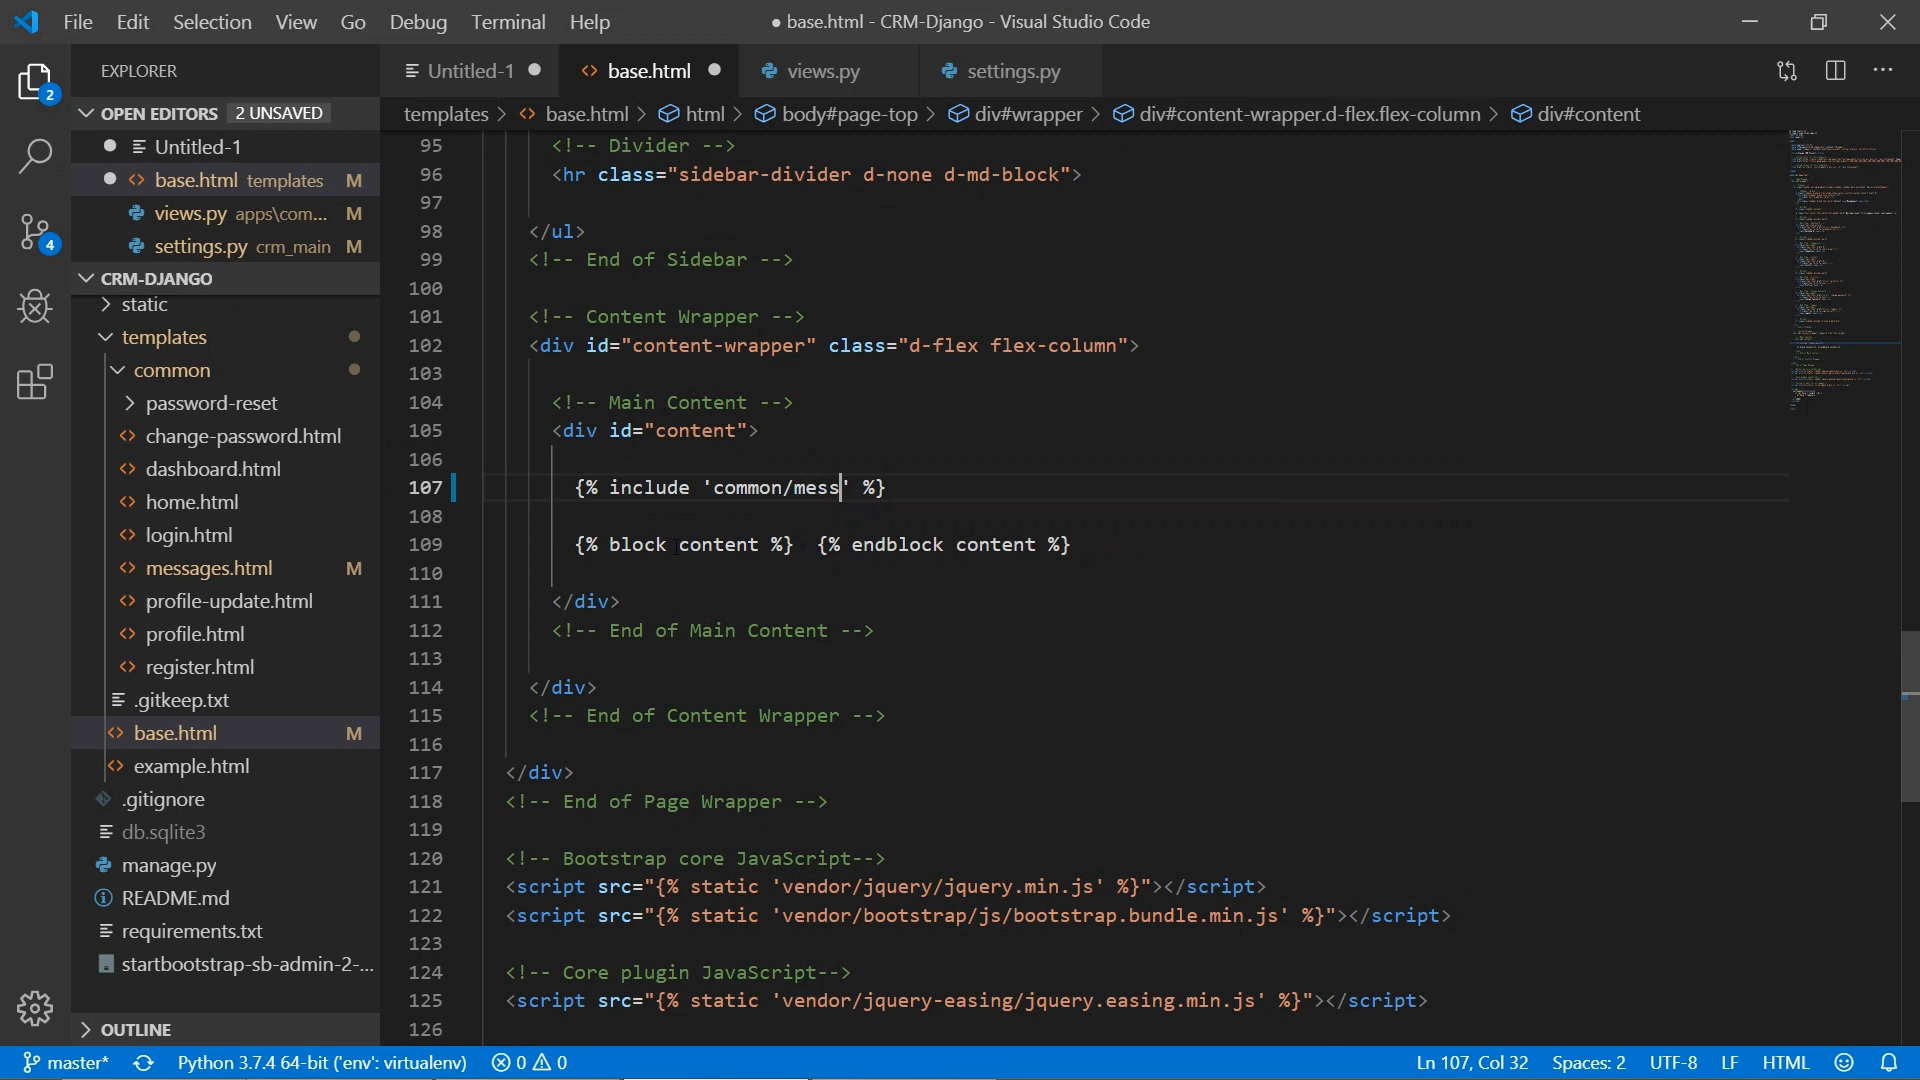 File Edit Selection View Go Debug Terminal Help
● base.html - CRM-Django - Visual Studio Code
EXPLORER
OPEN EDITORS 2 UNSAVED
Untitled-1
base.html templates M
views.py apps\com... M
settings.py crm_main M
CRM-DJANGO
static
templates
common
password-reset
change-password.html
dashboard.html
home.html
login.html
messages.html M
profile-update.html
profile.html
register.html
.gitkeep.txt
base.html M
example.html
.gitignore
db.sqlite3
manage.py
README.md
requirements.txt
startbootstrap-sb-admin-2-...
OUTLINE
2
4
Untitled-1 base.html views.py settings.py
templates > base.html > html > body#page-top > div#wrapper > div#content-wrapper.d-flex.flex-column > div#content
95 <!-- Divider -->
96 <hr class="sidebar-divider d-none d-md-block">
97
98 </ul>
99 <!-- End of Sidebar -->
100
101 <!-- Content Wrapper -->
102 <div id="content-wrapper" class="d-flex flex-column">
103
104 <!-- Main Content -->
105 <div id="content">
106
107 {% include 'common/mess' %}
108
109 {% block content %}  {% endblock content %}
110
111 </div>
112 <!-- End of Main Content -->
113
114 </div>
115 <!-- End of Content Wrapper -->
116
117 </div>
118 <!-- End of Page Wrapper -->
119
120 <!-- Bootstrap core JavaScript-->
121 <script src="{% static 'vendor/jquery/jquery.min.js' %}"></script>
122 <script src="{% static 'vendor/bootstrap/js/bootstrap.bundle.min.js' %}"></script>
123
124 <!-- Core plugin JavaScript-->
125 <script src="{% static 'vendor/jquery-easing/jquery.easing.min.js' %}"></script>
126
master* Python 3.7.4 64-bit ('env': virtualenv) 0 0 Ln 107, Col 32 Spaces: 2 UTF-8 LF HTML